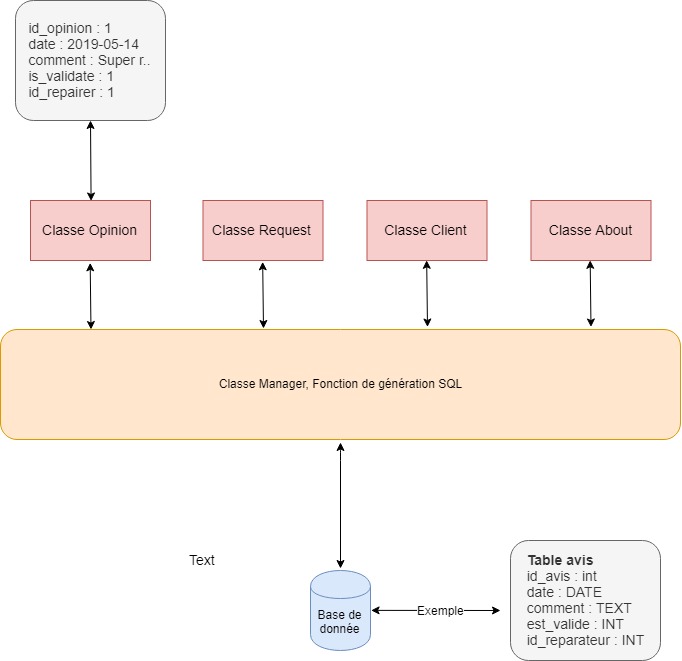 id_opinion : 1
date : 2019-05-14
comment : Super r..
is_validate : 1
id_repairer : 1
Classe Opinion
Classe Request
Classe Client
Classe About
Classe Manager, Fonction de génération SQL
Text
Base de
donnée
Exemple
Table avis
id_avis : int
date : DATE
comment : TEXT
est_valide : INT
id_reparateur : INT